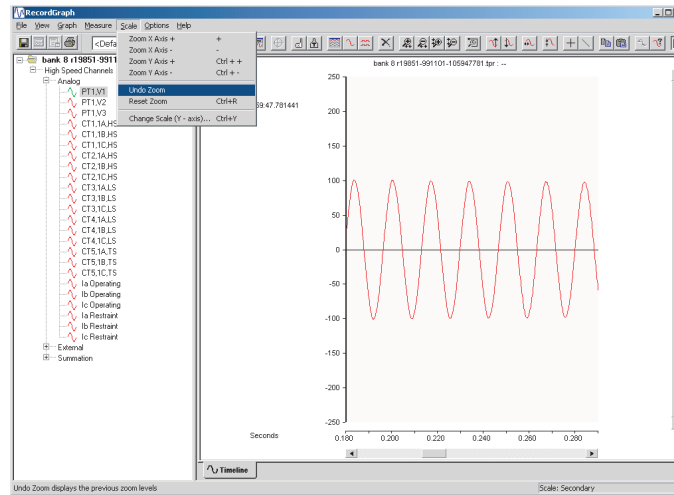 RecordGraph
File View Graph Measure Scale Options Help
<Defa
Zoom X Axis + +
Zoom X Axis - -
Zoom Y Axis + Ctrl + +
Zoom Y Axis - Ctrl + -
Undo Zoom
Reset Zoom Ctrl+R
Change Scale (Y - axis)... Ctrl+Y
bank 8 r19851-9911
High Speed Channels
Analog
PT1,V1
PT1,V2
PT1,V3
CT1,1A,HS
CT1,1B,HS
CT1,1C,HS
CT2,1A,HS
CT2,1B,HS
CT2,1C,HS
CT3,1A,LS
CT3,1B,LS
CT3,1C,LS
CT4,1A,LS
CT4,1B,LS
CT4,1C,LS
CT5,1A,TS
CT5,1B,TS
CT5,1C,TS
Ia Operating
Ib Operating
Ic Operating
Ia Restraint
Ib Restraint
Ic Restraint
External
Summation
bank 8 r19851-991101-105947781.tpr : --
59:47.781441
250
200
150
100
50
0
-50
-100
-150
-200
-250
Seconds
0.180 0.200 0.220 0.240 0.260 0.280
Timeline
Undo Zoom displays the previous zoom levels
Scale: Secondary